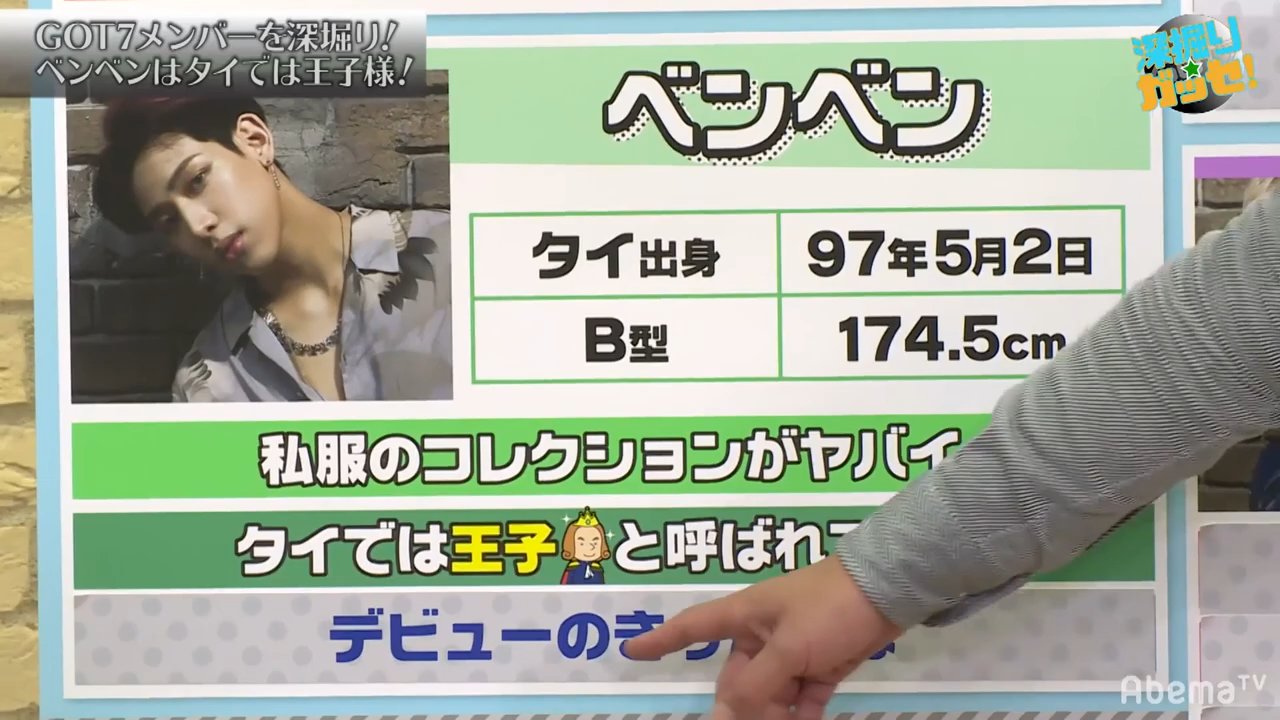 GOT7メンバーを深堀り!
ベンベンはタイでは王子様!
深堀り
ガッセ!
ベンベン
タイ出身 97年5月2日
B型 174.5cm
私服のコレクションがヤバイ
タイでは王子と呼ばれ
デビューのき
AbemaTV